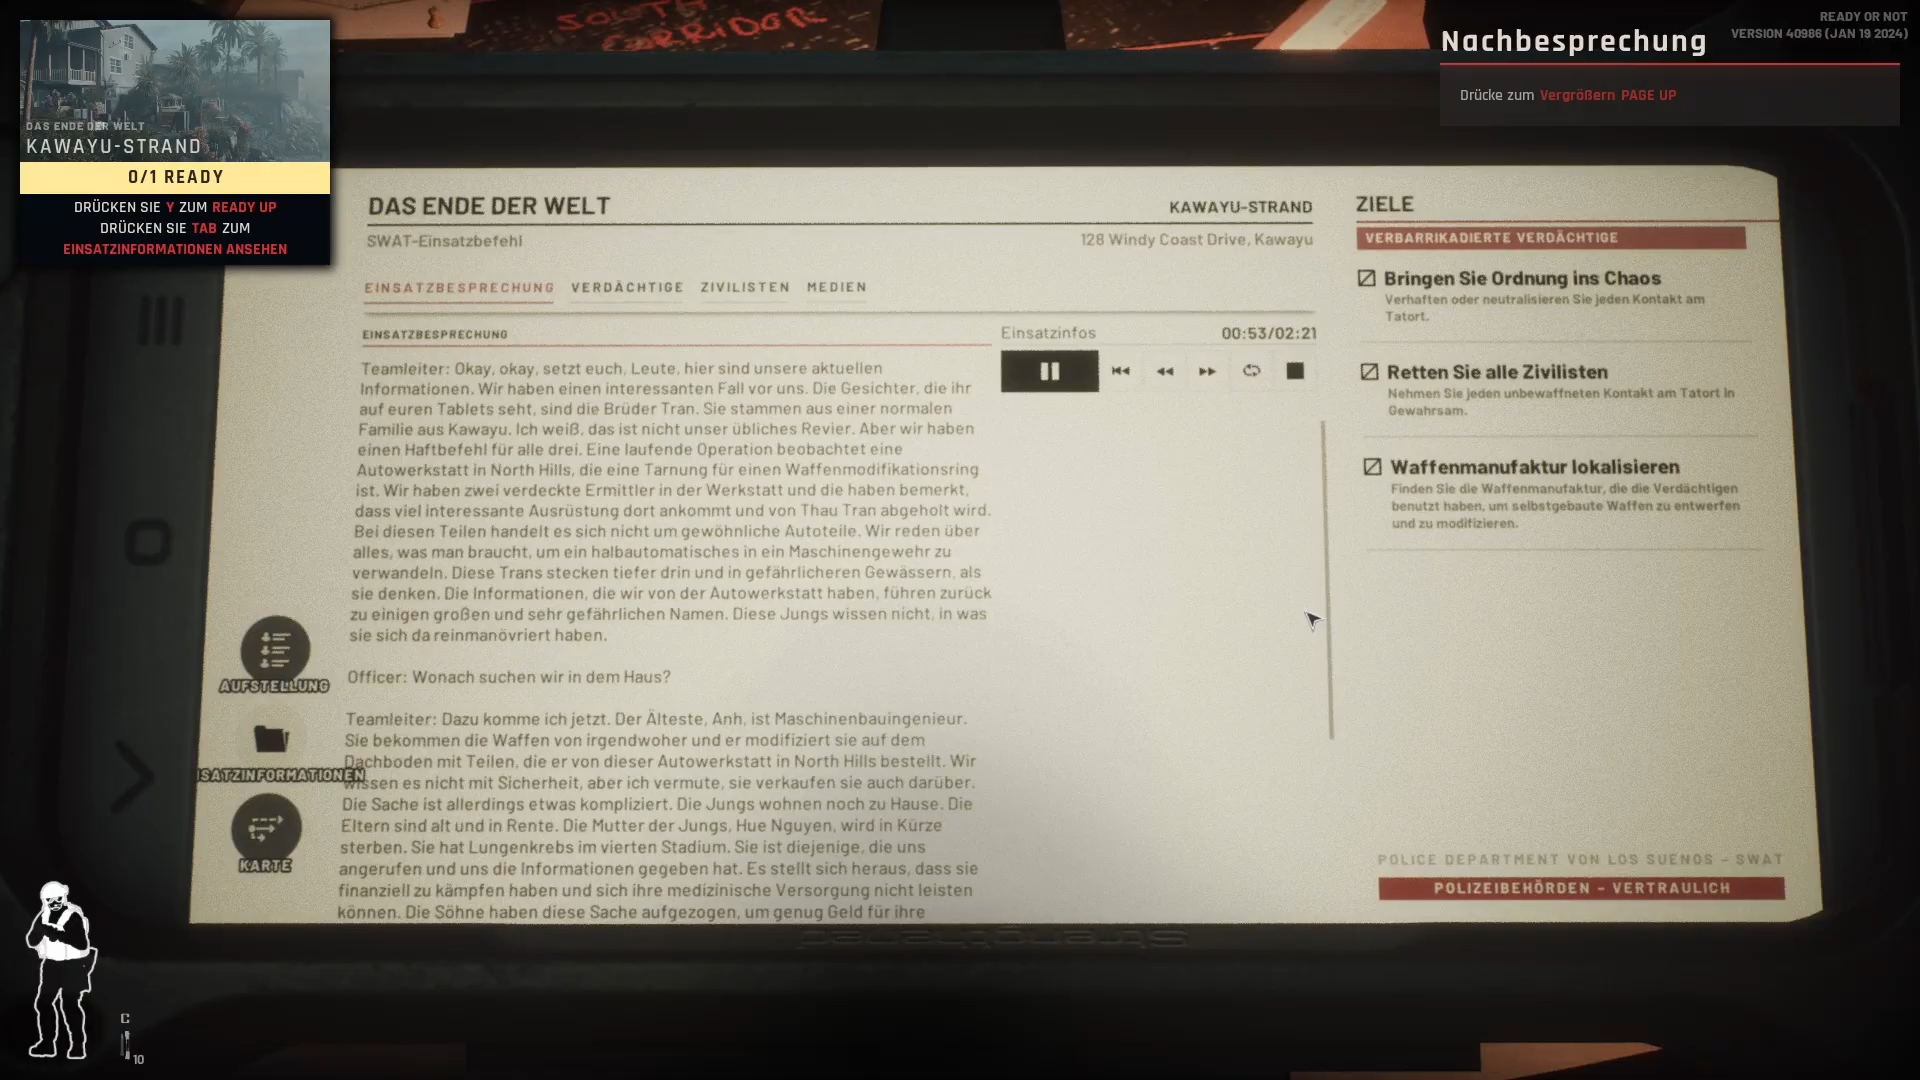 SOUTH
CORRIDOR
READY OR NOT
VERSION 40986 (JAN 19 2024)
Nachbesprechung
Drücke zum Vergrößern PAGE UP
DAS ENDE DER WELT
KAWAYU-STRAND
0/1 READY
DRÜCKEN SIE Y ZUM READY UP
DRÜCKEN SIE TAB ZUM
EINSATZINFORMATIONEN ANSEHEN
DAS ENDE DER WELT
KAWAYU-STRAND
SWAT-Einsatzbefehl
128 Windy Coast Drive, Kawayu
EINSATZBESPRECHUNG VERDÄCHTIGE ZIVILISTEN MEDIEN
EINSATZBESPRECHUNG
Einsatzinfos 00:53/02:21
Teamleiter: Okay, okay, setzt euch, Leute, hier sind unsere aktuellen
Informationen. Wir haben einen interessanten Fall vor uns. Die Gesichter, die ihr
auf euren Tablets seht, sind die Brüder Tran. Sie stammen aus einer normalen
Familie aus Kawayu. Ich weiß, das ist nicht unser übliches Revier. Aber wir haben
einen Haftbefehl für alle drei. Eine laufende Operation beobachtet eine
Autowerkstatt in North Hills, die eine Tarnung für einen Waffenmodifikationsring
ist. Wir haben zwei verdeckte Ermittler in der Werkstatt und die haben bemerkt,
dass viel interessante Ausrüstung dort ankommt und von Thau Tran abgeholt wird.
Bei diesen Teilen handelt es sich nicht um gewöhnliche Autoteile. Wir reden über
alles, was man braucht, um ein halbautomatisches in ein Maschinengewehr zu
verwandeln. Diese Trans stecken tiefer drin und in gefährlicheren Gewässern, als
sie denken. Die Informationen, die wir von der Autowerkstatt haben, führen zurück
zu einigen großen und sehr gefährlichen Namen. Diese Jungs wissen nicht, in was
sie sich da reinmanövriert haben.
Officer: Wonach suchen wir in dem Haus?
Teamleiter: Dazu komme ich jetzt. Der Älteste, Anh, ist Maschinenbauingenieur.
Sie bekommen die Waffen von irgendwoher und er modifiziert sie auf dem
Dachboden mit Teilen, die er von dieser Autowerkstatt in North Hills bestellt. Wir
wissen es nicht mit Sicherheit, aber ich vermute, sie verkaufen sie auch darüber.
Die Sache ist allerdings etwas kompliziert. Die Jungs wohnen noch zu Hause. Die
Eltern sind alt und in Rente. Die Mutter der Jungs, Hue Nguyen, wird in Kürze
sterben. Sie hat Lungenkrebs im vierten Stadium. Sie ist diejenige, die uns
angerufen und uns die Informationen gegeben hat. Es stellt sich heraus, dass sie
finanziell zu kämpfen haben und sich ihre medizinische Versorgung nicht leisten
können. Die Söhne haben diese Sache aufgezogen, um genug Geld für ihre
AUFSTELLUNG
SATZINFORMATIONEN
KARTE
ZIELE
VERBARRIKADIERTE VERDÄCHTIGE
Bringen Sie Ordnung ins Chaos
Verhaften oder neutralisieren Sie jeden Kontakt am
Tatort.
Retten Sie alle Zivilisten
Nehmen Sie jeden unbewaffneten Kontakt am Tatort in
Gewahrsam.
Waffenmanufaktur lokalisieren
Finden Sie die Waffenmanufaktur, die die Verdächtigen
benutzt haben, um selbstgebaute Waffen zu entwerfen
und zu modifizieren.
POLICE DEPARTMENT VON LOS SUENOS - SWAT
POLIZEIBEHÖRDEN - VERTRAULICH
C
10